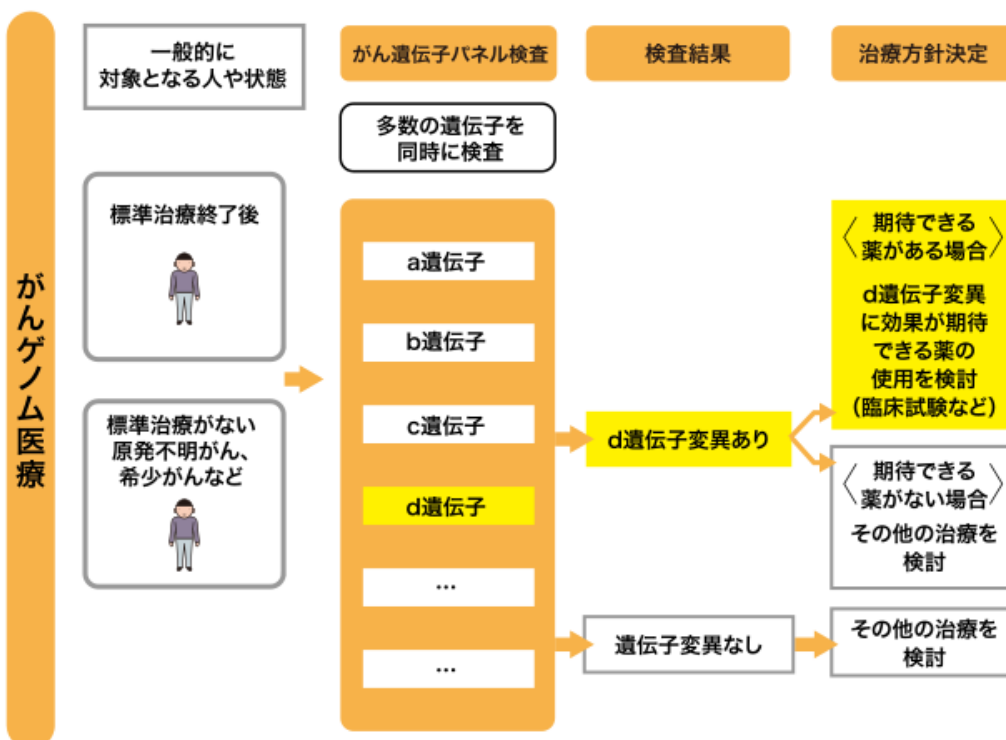 がんゲノム医療
一般的に
対象となる人や状態
標準治療終了後
標準治療がない
原発不明がん、
希少がんなど
がん遺伝子パネル検査
多数の遺伝子を
同時に検査
a遺伝子
b遺伝子
c遺伝子
d遺伝子
…
…
検査結果
d遺伝子変異あり
遺伝子変異なし
治療方針決定
〈期待できる
薬がある場合〉
d遺伝子変異
に効果が期待
できる薬の
使用を検討
（臨床試験など）
〈期待できる
薬がない場合〉
その他の治療を
検討
その他の治療を
検討